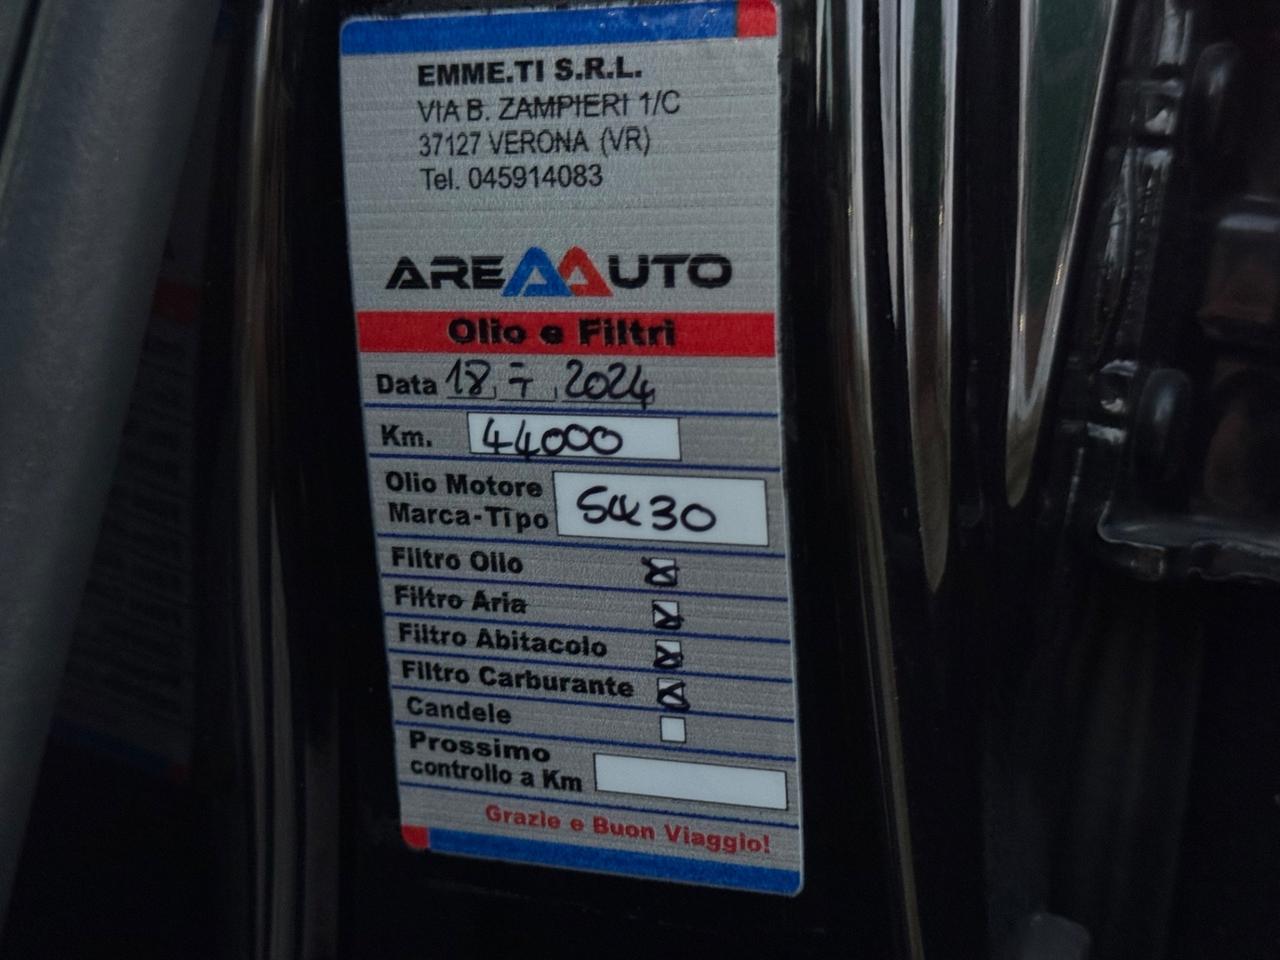 EMME.TI S.R.L.
VIA B. ZAMPIERI 1/C
37127 VERONA (VR)
Tel. 045914083
AREAAUTO
Olio e Filtri
Data 18 7 2024
Km. 44000
Olio Motore
Marca-Tipo 5W30
Filtro Olio
Filtro Aria
Filtro Abitacolo
Filtro Carburante
Candele
Prossimo
controllo a Km
Grazie e Buon Viaggio!